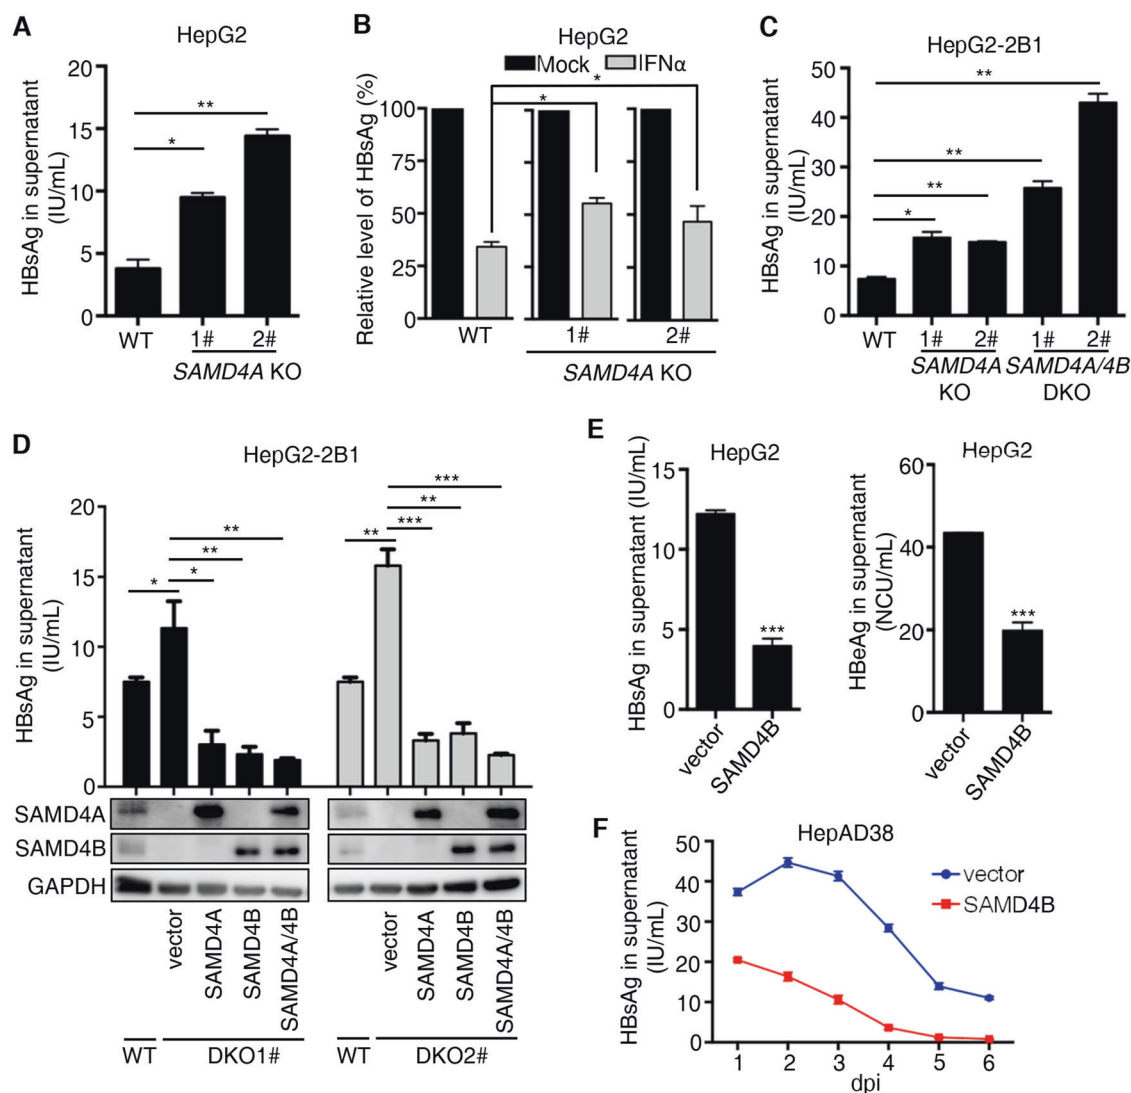 A
HepG2
HBsAg in supernatant
(IU/mL)
20
15
10
5
0
*
**
WT
1#
2#
SAMD4A KO
B
HepG2
Mock
IFNα
Relative level of HBsAg (%)
100
75
50
25
0
*
*
WT
1#
2#
SAMD4A KO
C
HepG2-2B1
HBsAg in supernatant
(IU/mL)
50
40
30
20
10
0
**
**
**
*
WT
1#
2#
1#
2#
SAMD4A
KO
SAMD4A/4B
DKO
D
HepG2-2B1
HBsAg in supernatant
(IU/mL)
20
15
10
5
0
**
**
*
*
***
**
***
**
SAMD4A
SAMD4B
GAPDH
vector
SAMD4A
SAMD4B
SAMD4A/4B
vector
SAMD4A
SAMD4B
SAMD4A/4B
WT
DKO1#
WT
DKO2#
E
HepG2
HBsAg in supernatant (IU/mL)
15
10
5
0
***
vector
SAMD4B
HepG2
HBeAg in supernatant
(NCU/mL)
60
40
20
0
***
vector
SAMD4B
F
HepAD38
HBsAg in supernatant
(IU/mL)
50
40
30
20
10
0
vector
SAMD4B
1
2
3
4
5
6
dpi